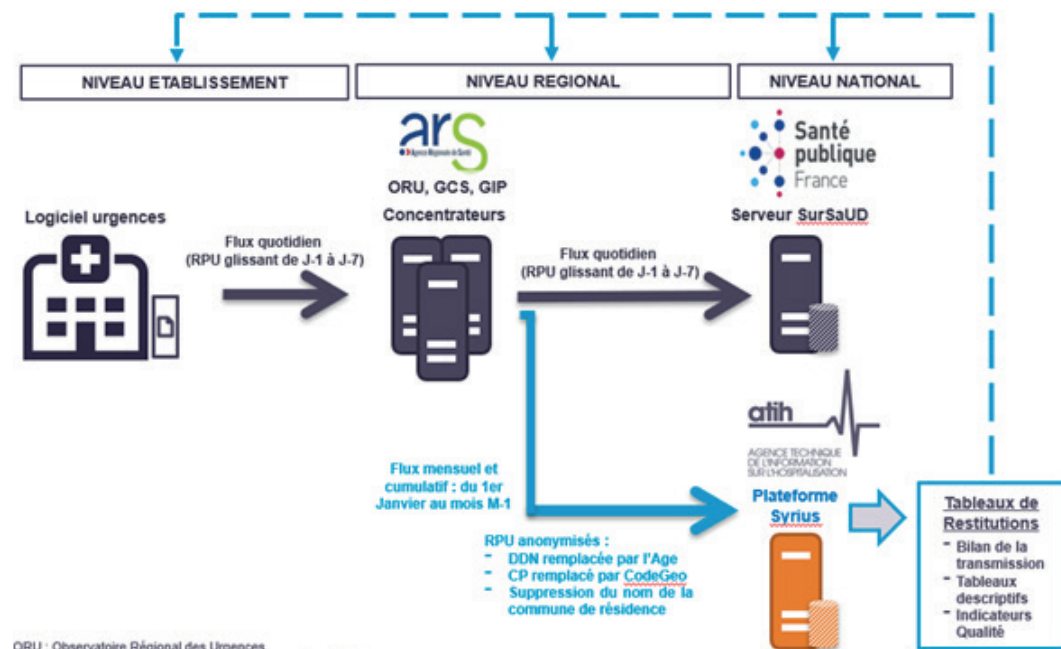 NIVEAU ETABLISSEMENT
NIVEAU REGIONAL
NIVEAU NATIONAL
ars
Agence Régionale de Santé
ORU, GCS, GIP
Concentrateurs
Santé
publique
France
Serveur SurSaUD
Logiciel urgences
Flux quotidien
(RPU glissant de J-1 à J-7)
Flux quotidien
(RPU glissant de J-1 à J-7)
atih
AGENCE TECHNIQUE
DE L'INFORMATION
SUR L'HOSPITALISATION
Flux mensuel et
cumulatif : du 1er
Janvier au mois M-1
Plateforme
Syrius
RPU anonymisés :
- DDN remplacée par l'Age
- CP remplacé par CodeGeo
- Suppression du nom de la
commune de résidence
Tableaux de
Restitutions
- Bilan de la
transmission
- Tableaux
descriptifs
- Indicateurs
Qualité
ORU : Observatoire Régional des Urgences